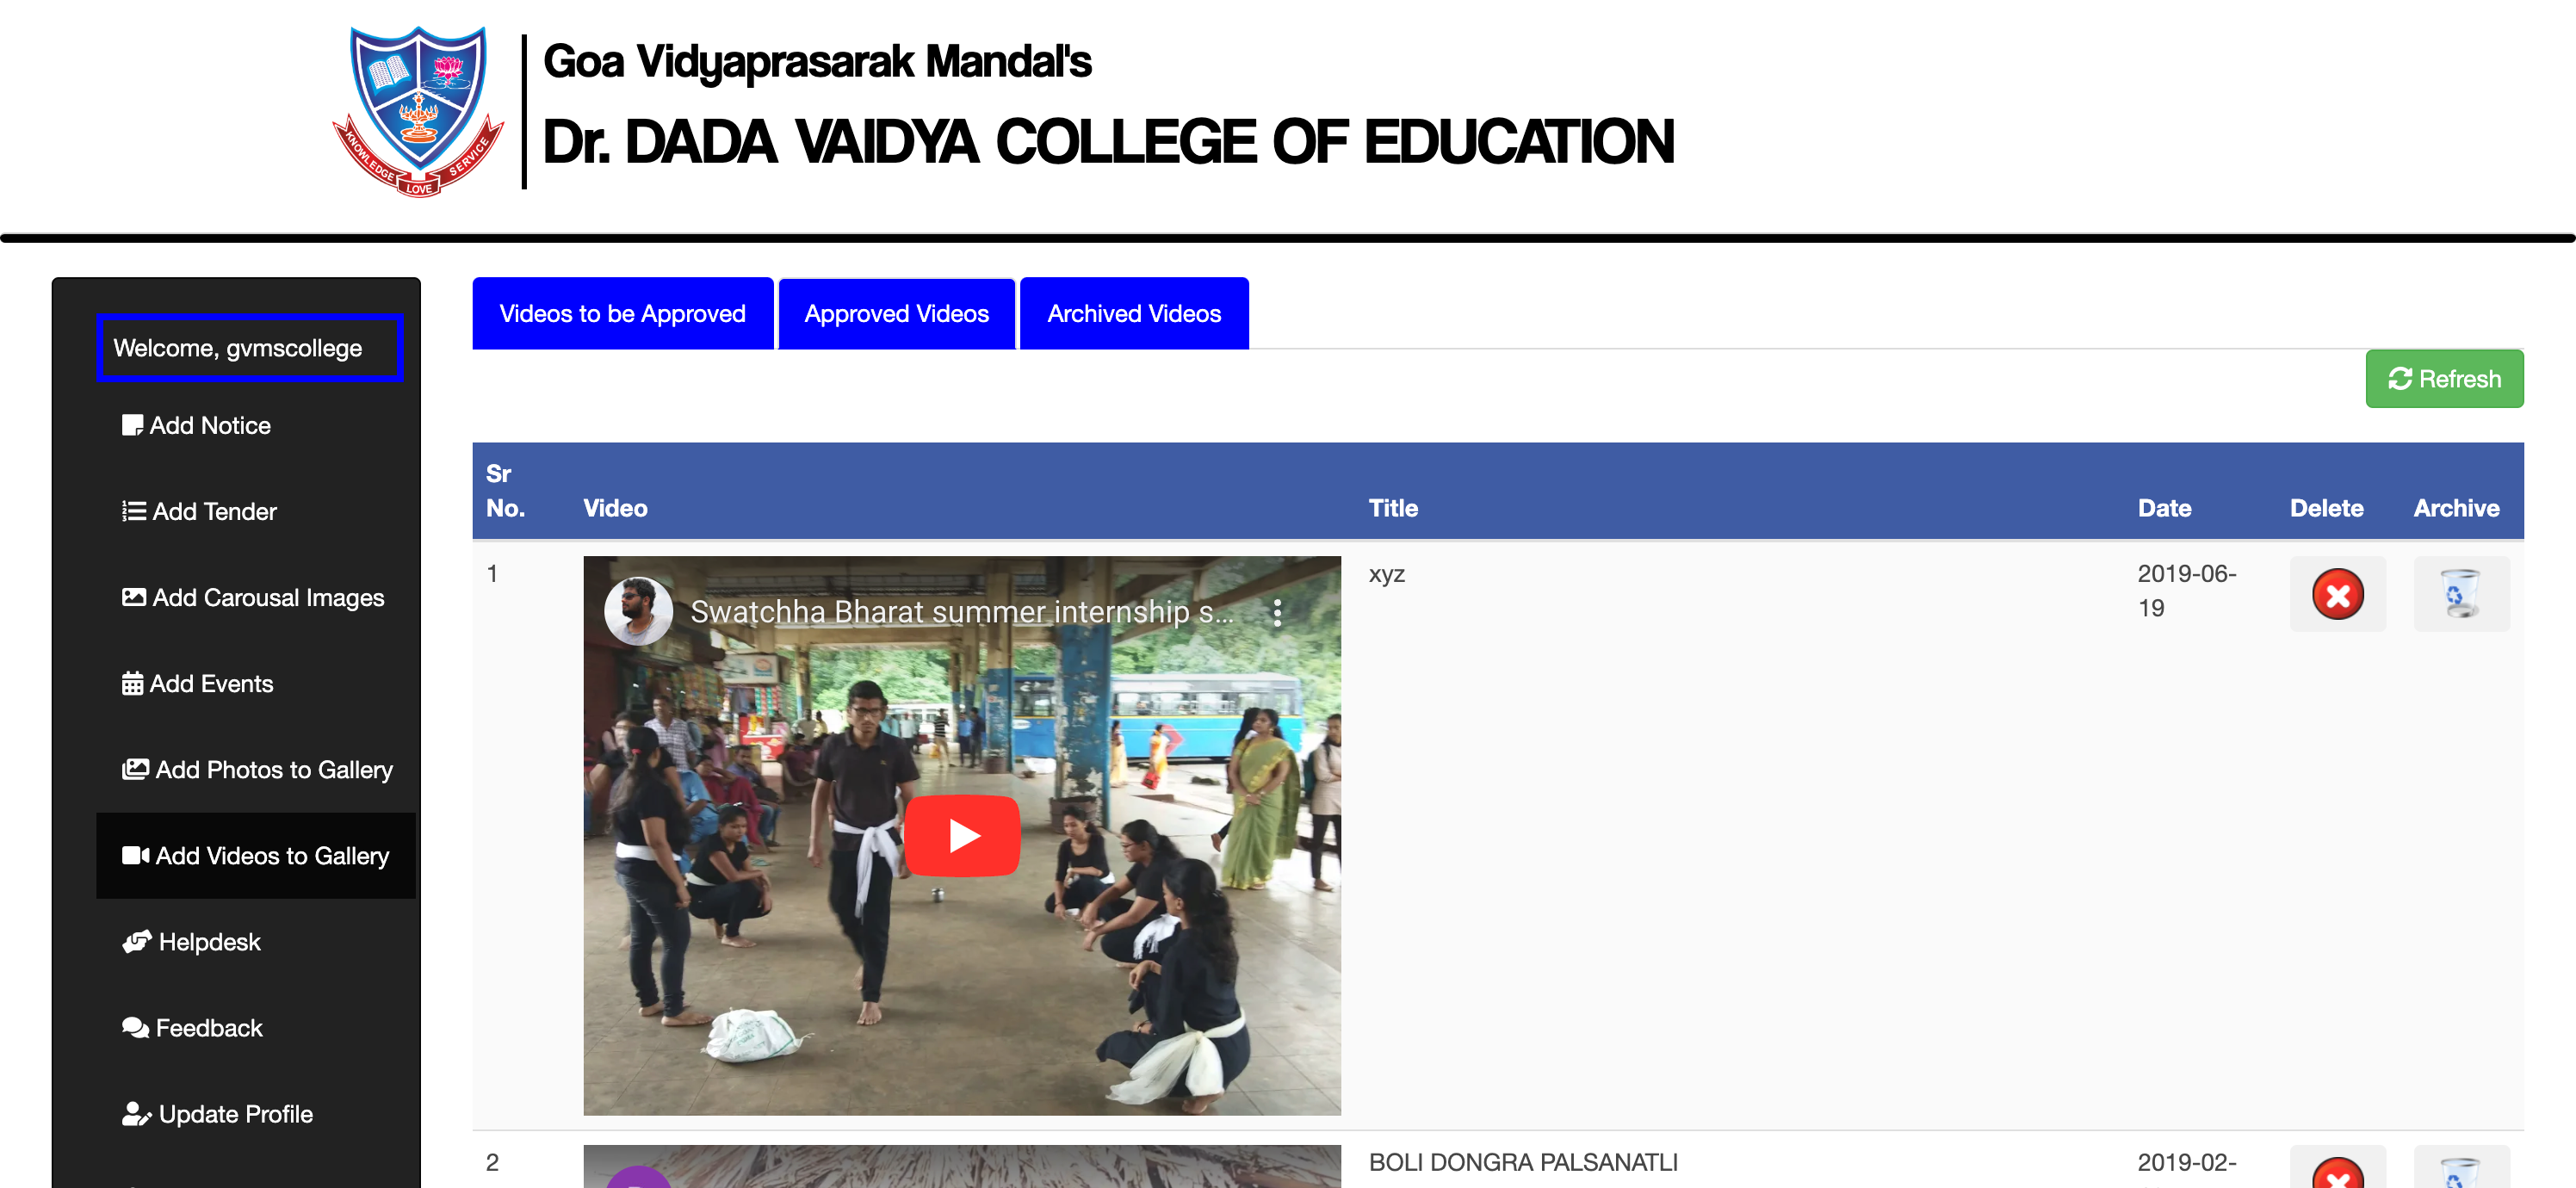 Goa Vidyaprasarak Mandal's
Dr. DADA VAIDYA COLLEGE OF EDUCATION
KNOWLEDGE LOVE SERVICE
Welcome, gvmscollege
Add Notice
Add Tender
Add Carousal Images
Add Events
Add Photos to Gallery
Add Videos to Gallery
Helpdesk
Feedback
Update Profile
Videos to be Approved
Approved Videos
Archived Videos
Refresh
Sr No.
Video
Title
Date
Delete
Archive
1
Swatchha Bharat summer internship s...
xyz
2019-06-
19
2
BOLI DONGRA PALSANATLI
2019-02-